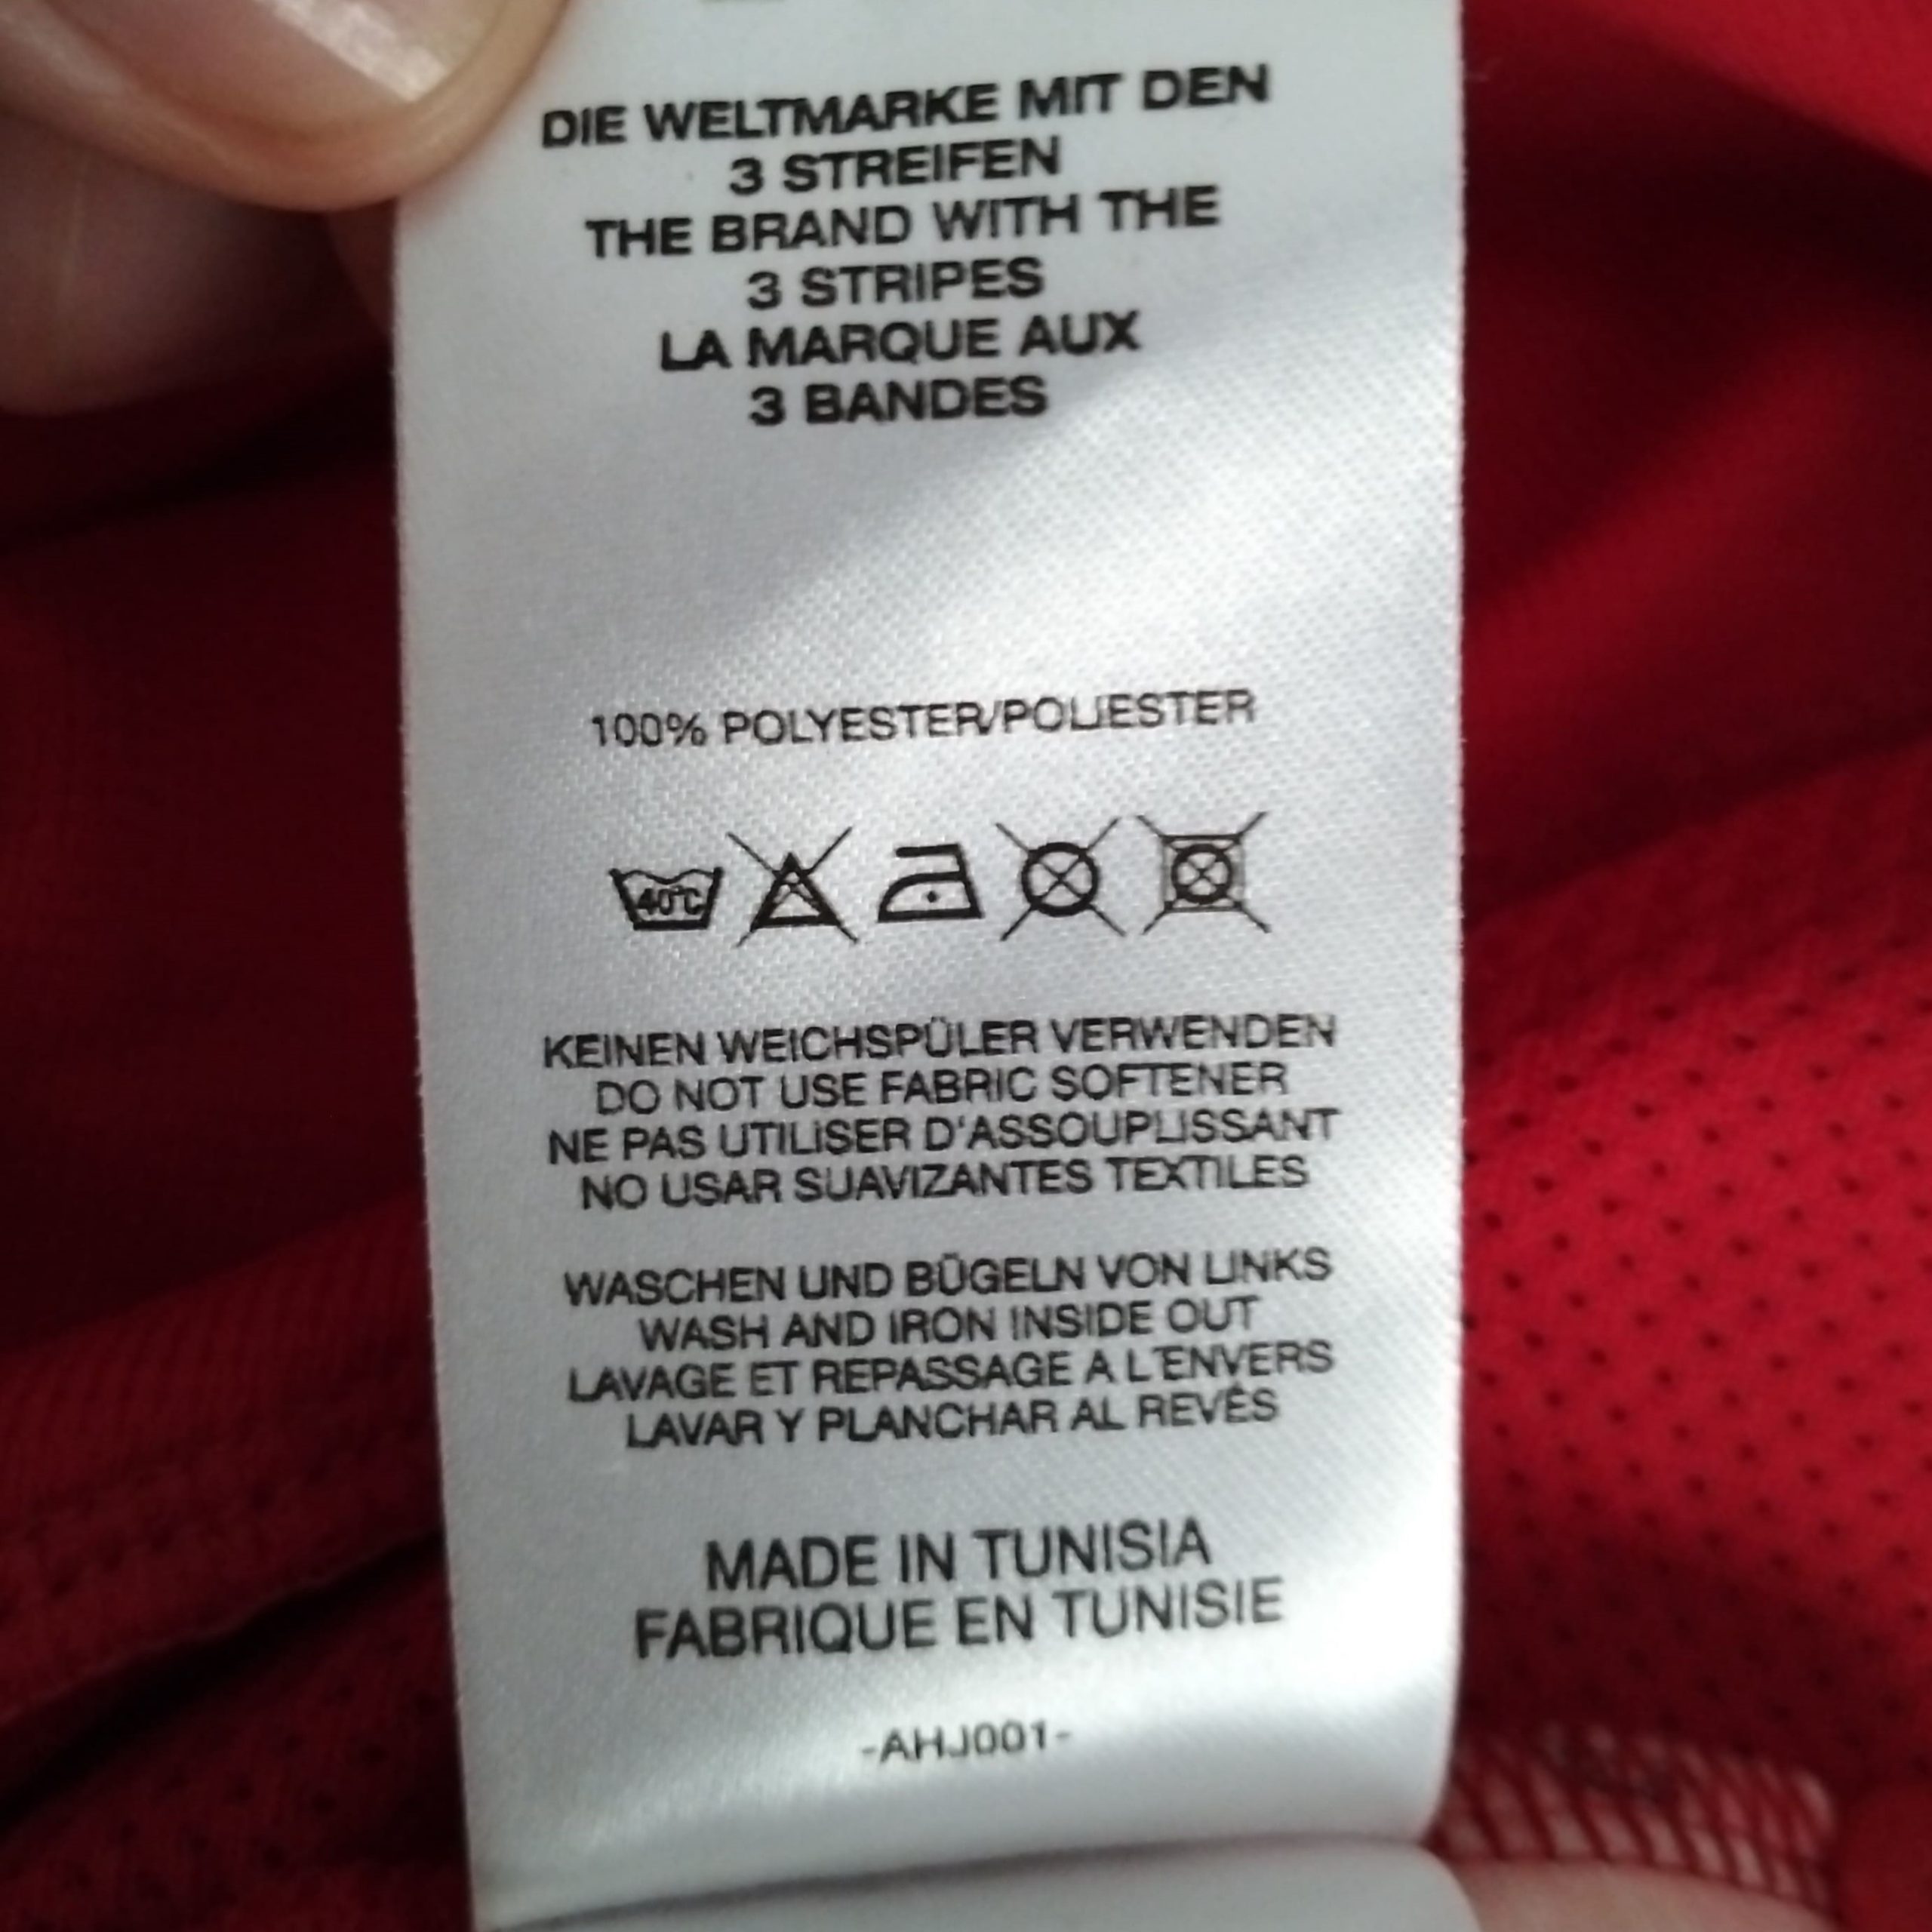 DIE WELTMARKE MIT DEN
3 STREIFEN
THE BRAND WITH THE
3 STRIPES
LA MARQUE AUX
3 BANDES
100% POLYESTER/POLIESTER
40°C
KEINEN WEICHSPÜLER VERWENDEN
DO NOT USE FABRIC SOFTENER
NE PAS UTILISER D'ASSOUPLISSANT
NO USAR SUAVIZANTES TEXTILES
WASCHEN UND BÜGELN VON LINKS
WASH AND IRON INSIDE OUT
LAVAGE ET REPASSAGE A L'ENVERS
LAVAR Y PLANCHAR AL REVÉS
MADE IN TUNISIA
FABRIQUE EN TUNISIE
-AHJ001-